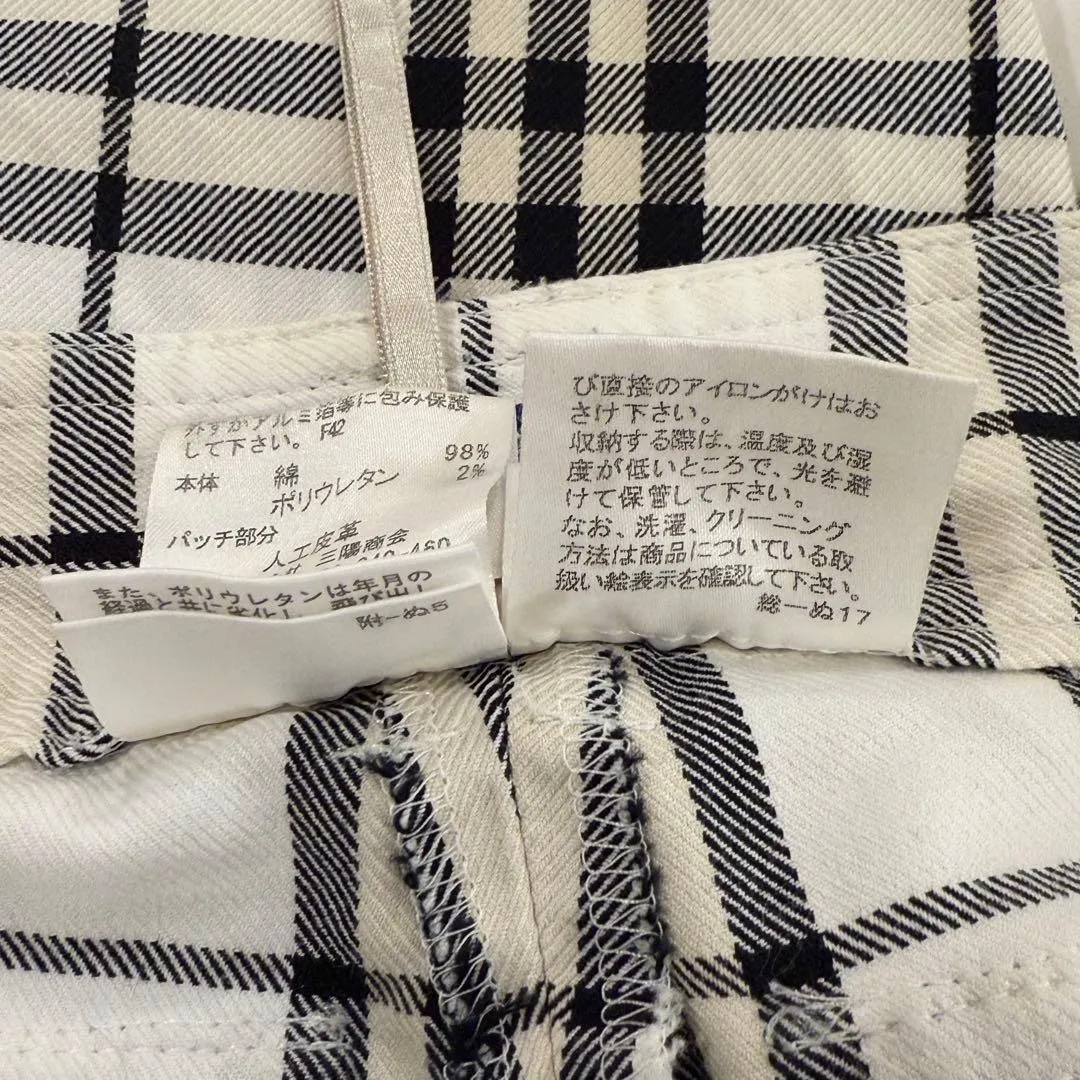 外すかアルミ箔等に包み保護
して下さい。 F42
本体 綿 98%
ポリウレタン 2%
パッチ部分
人工皮革
三陽商会
460
また、ポリウレタンは年月の
経過と共に劣化し
附ーぬ5
び直接のアイロンがけはお
さけ下さい。
収納する際は、温度及び湿
度が低いところで、光を避
けて保管して下さい。
なお、洗濯、クリーニング
方法は商品についている取
扱い絵表示を確認して下さい。
総ーぬ17